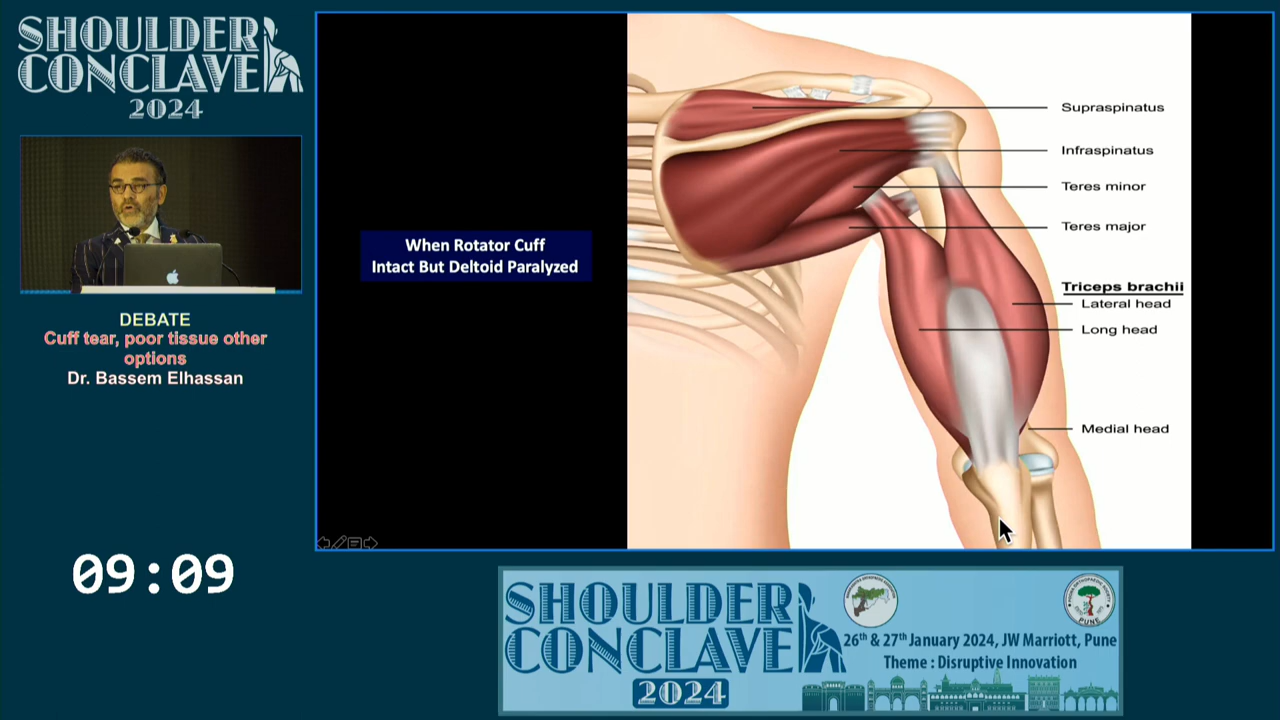 SHOULDER
CONCLAVE
2024
DEBATE
Cuff tear, poor tissue other
options
Dr. Bassem Elhassan
09:09
When Rotator Cuff
Intact But Deltoid Paralyzed
Supraspinatus
Infraspinatus
Teres minor
Teres major
Triceps brachii
Lateral head
Long head
Medial head
SHOULDER
CONCLAVE
2024
26th & 27th January 2024, JW Marriott, Pune
Theme : Disruptive Innovation
PUNE